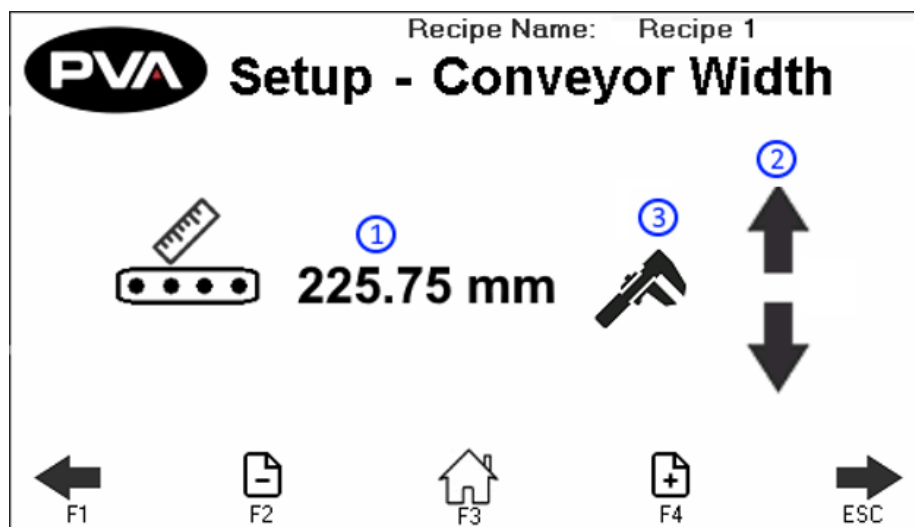 Recipe Name: Recipe 1
PVA Setup - Conveyor Width
2
3
1
225.75 mm
F1 F2 F3 F4 ESC